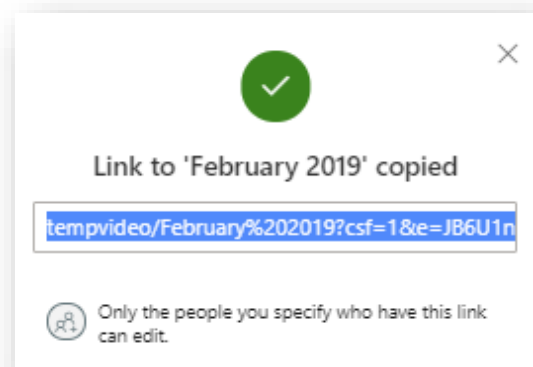 Link to 'February 2019' copied
tempvideo/February%202019?csf=1&e=JB6U1n
Only the people you specify who have this link
can edit.